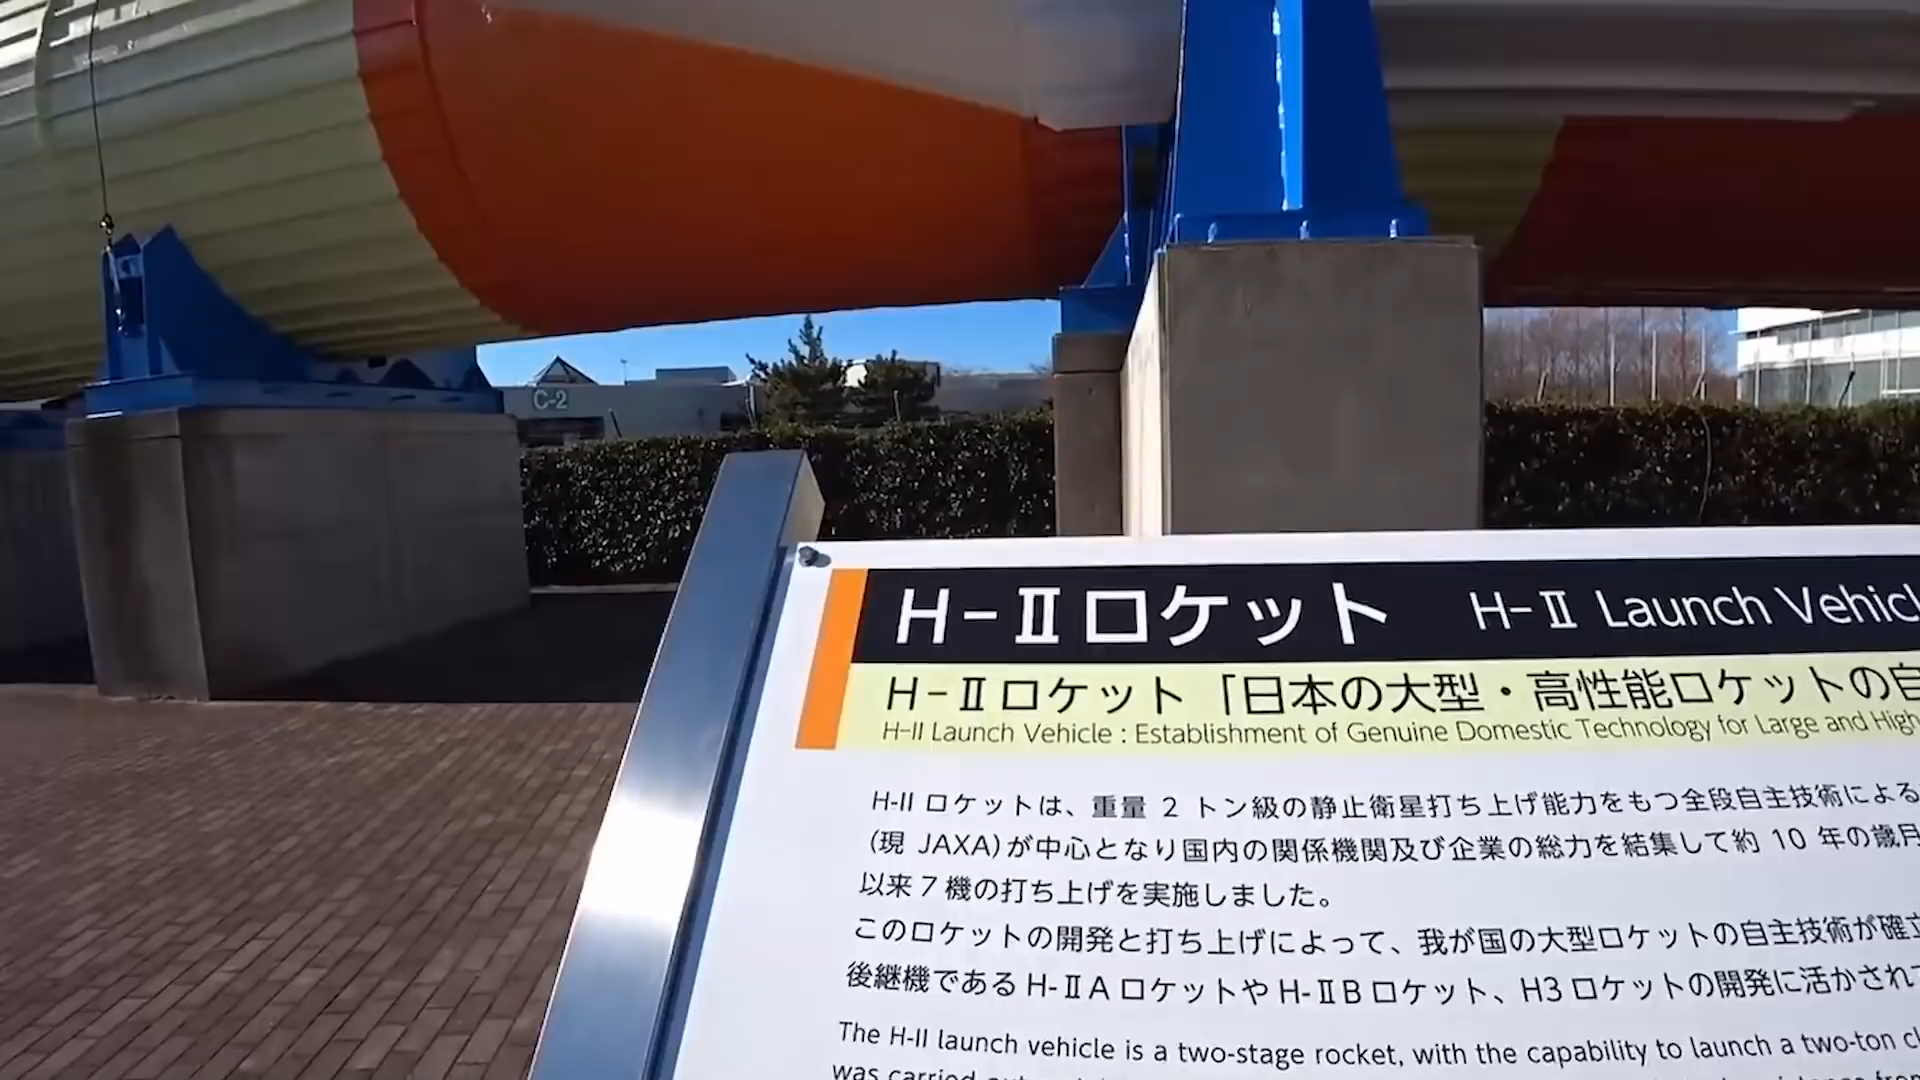 C-2
H-Ⅱロケット H-Ⅱ Launch Vehicl
H-Ⅱロケット「日本の大型・高性能ロケットの自
H-II Launch Vehicle : Establishment of Genuine Domestic Technology for Large and High
H-II ロケットは、重量 2 トン級の静止衛星打ち上げ能力をもつ全段自主技術による
(現 JAXA)が中心となり国内の関係機関及び企業の総力を結集して約 10 年の歳月
以来 7 機の打ち上げを実施しました。
このロケットの開発と打ち上げによって、我が国の大型ロケットの自主技術が確立
後継機である H-ⅡA ロケットや H-ⅡB ロケット、H3 ロケットの開発に活かされて
The H-II launch vehicle is a two-stage rocket, with the capability to launch a two-ton cl
was carried